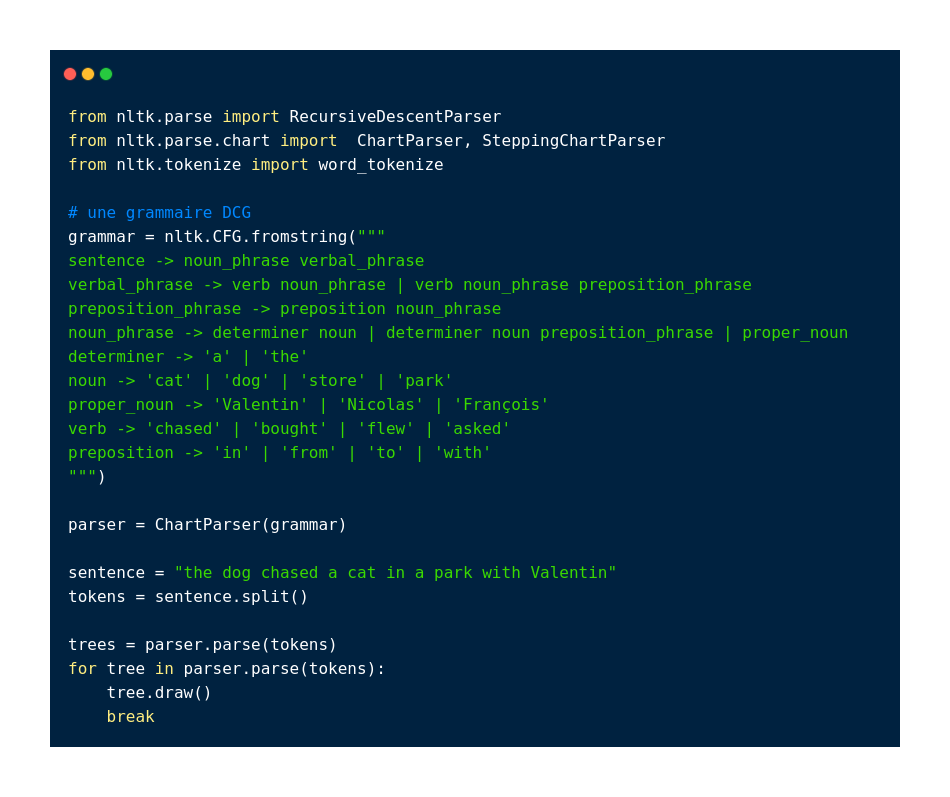 from nltk.parse import RecursiveDescentParser
from nltk.parse.chart import  ChartParser, SteppingChartParser
from nltk.tokenize import word_tokenize

# une grammaire DCG
grammar = nltk.CFG.fromstring("""
sentence -> noun_phrase verbal_phrase
verbal_phrase -> verb noun_phrase | verb noun_phrase preposition_phrase
preposition_phrase -> preposition noun_phrase
noun_phrase -> determiner noun | determiner noun preposition_phrase | proper_noun
determiner -> 'a' | 'the'
noun -> 'cat' | 'dog' | 'store' | 'park'
proper_noun -> 'Valentin' | 'Nicolas' | 'François'
verb -> 'chased' | 'bought' | 'flew' | 'asked'
preposition -> 'in' | 'from' | 'to' | 'with'
""")

parser = ChartParser(grammar)

sentence = "the dog chased a cat in a park with Valentin"
tokens = sentence.split()

trees = parser.parse(tokens)
for tree in parser.parse(tokens):
    tree.draw()
    break